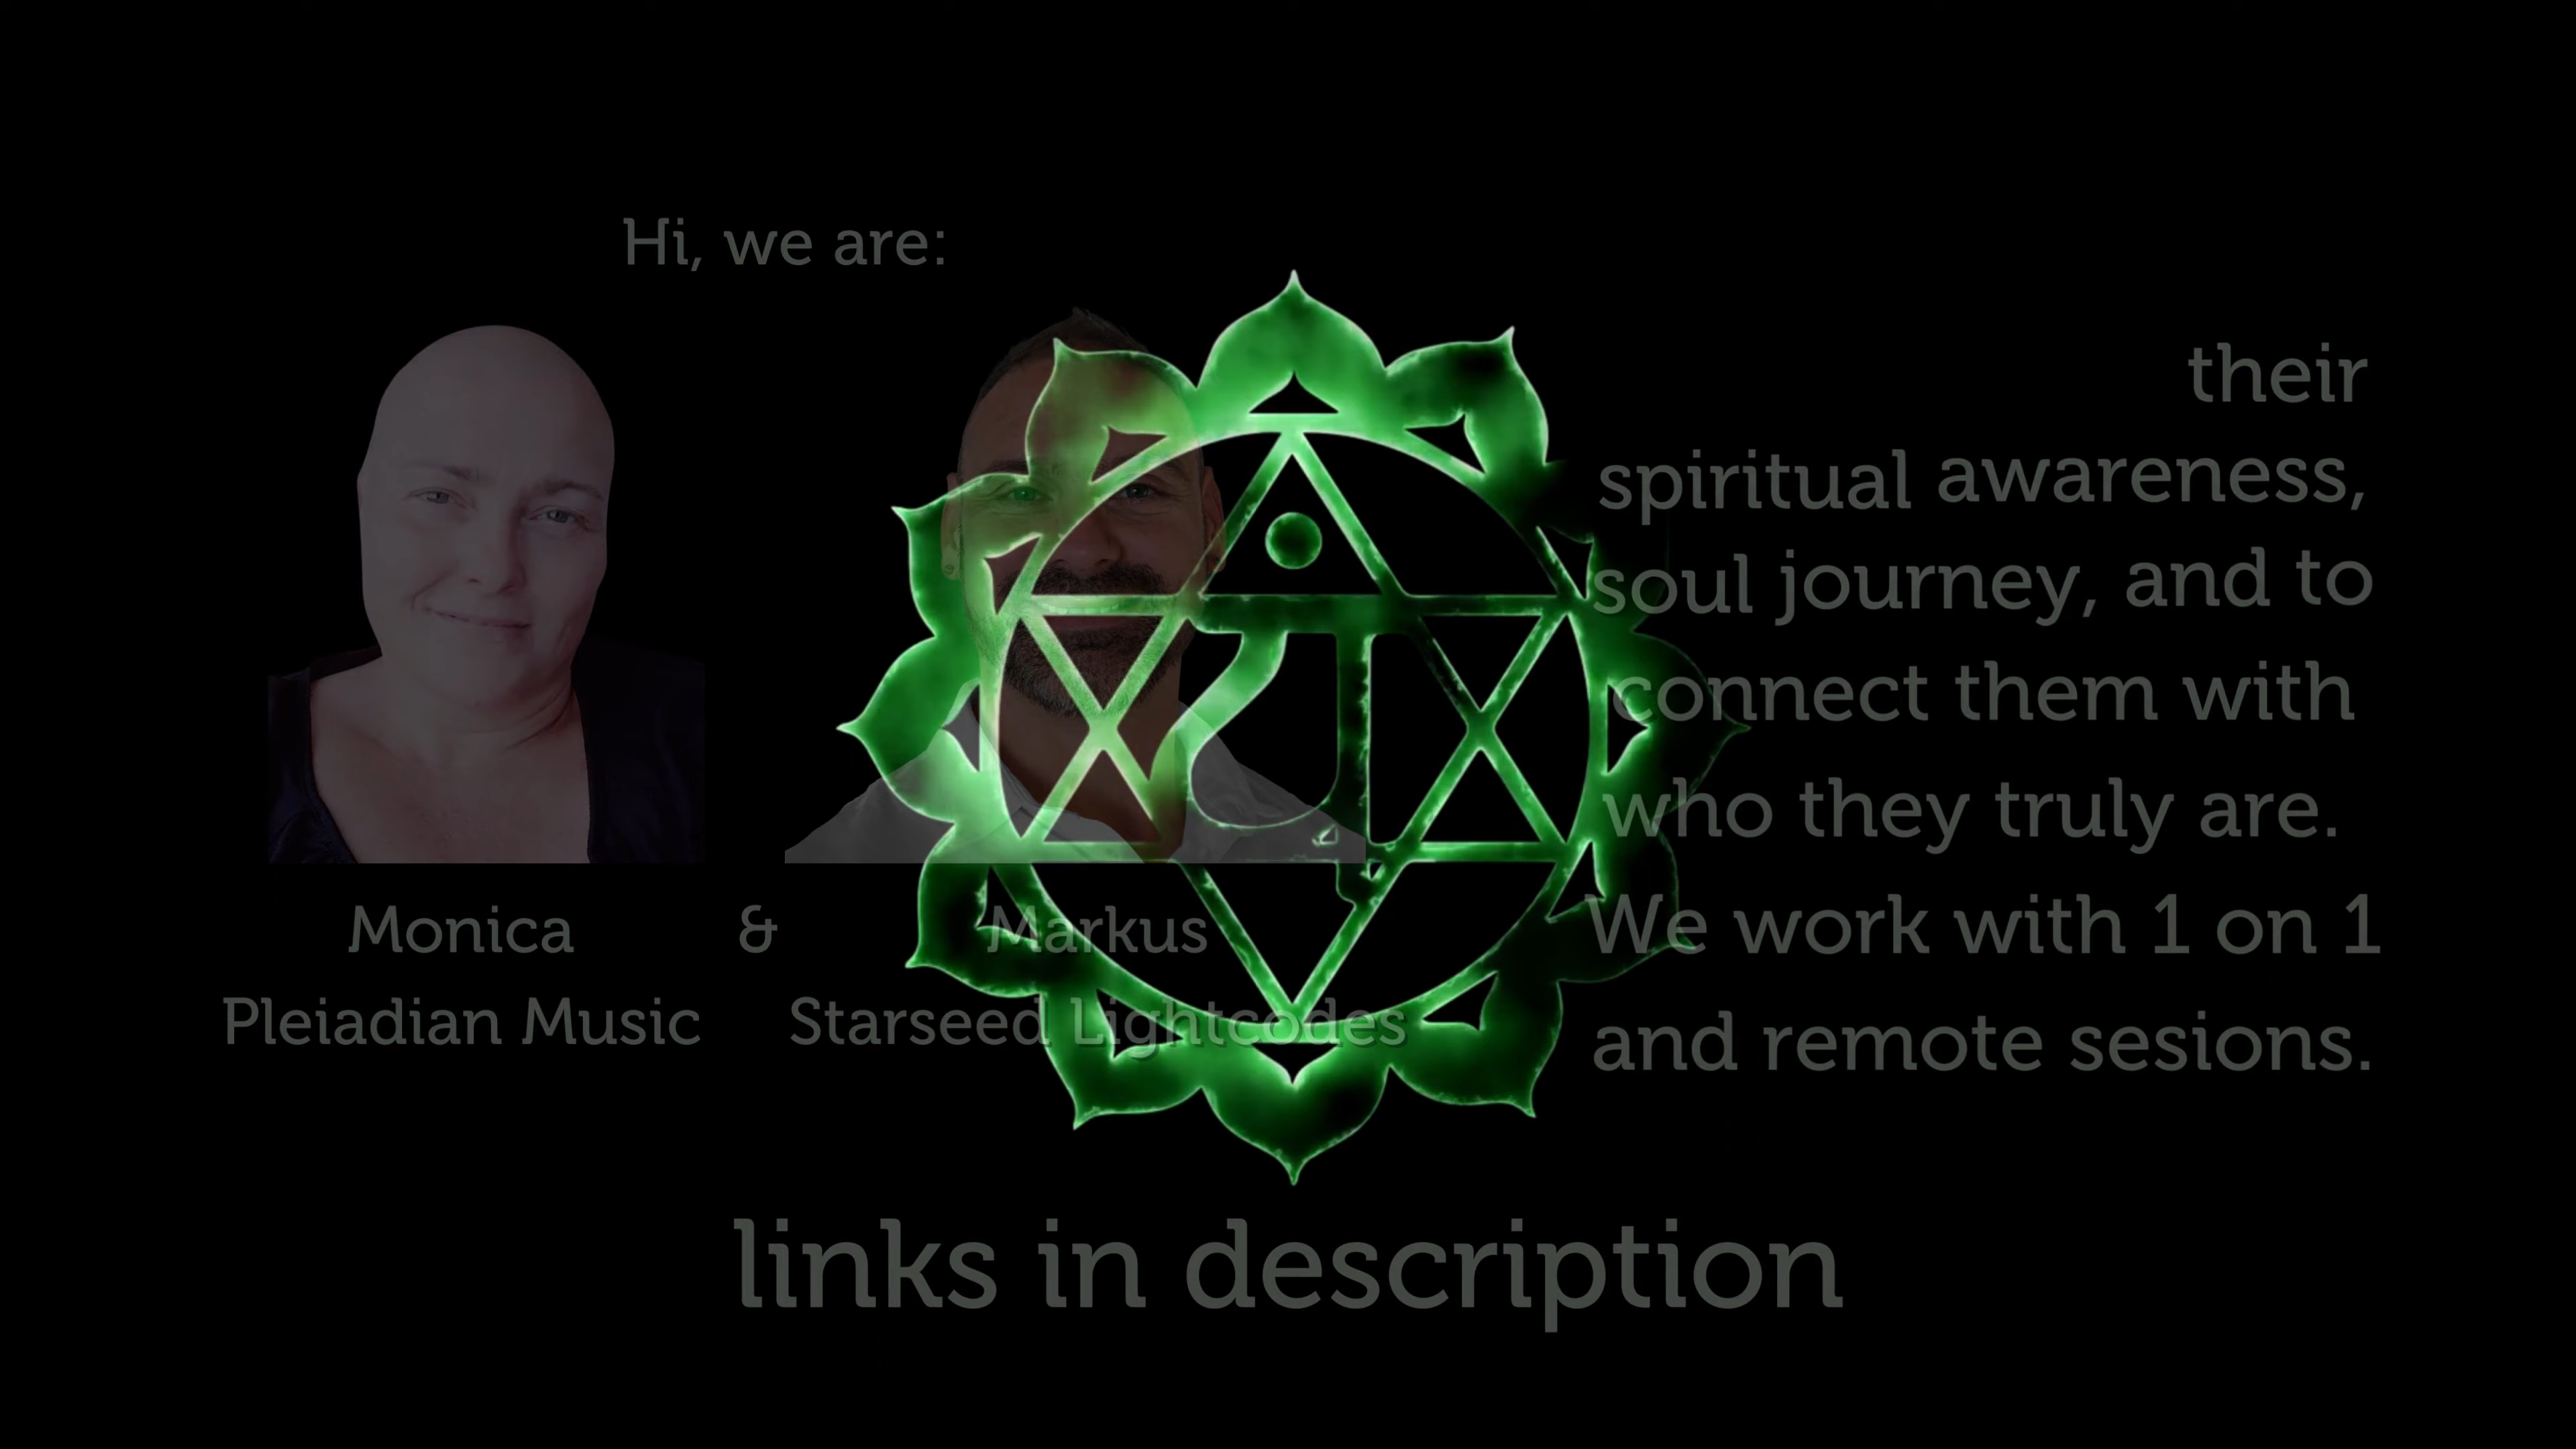 Hi, we are:
Monica & Markus
Pleiadian Music Starseed Lightcodes
their
spiritual awareness,
soul journey, and to
connect them with
who they truly are.
We work with 1 on 1
and remote sesions.
links in description